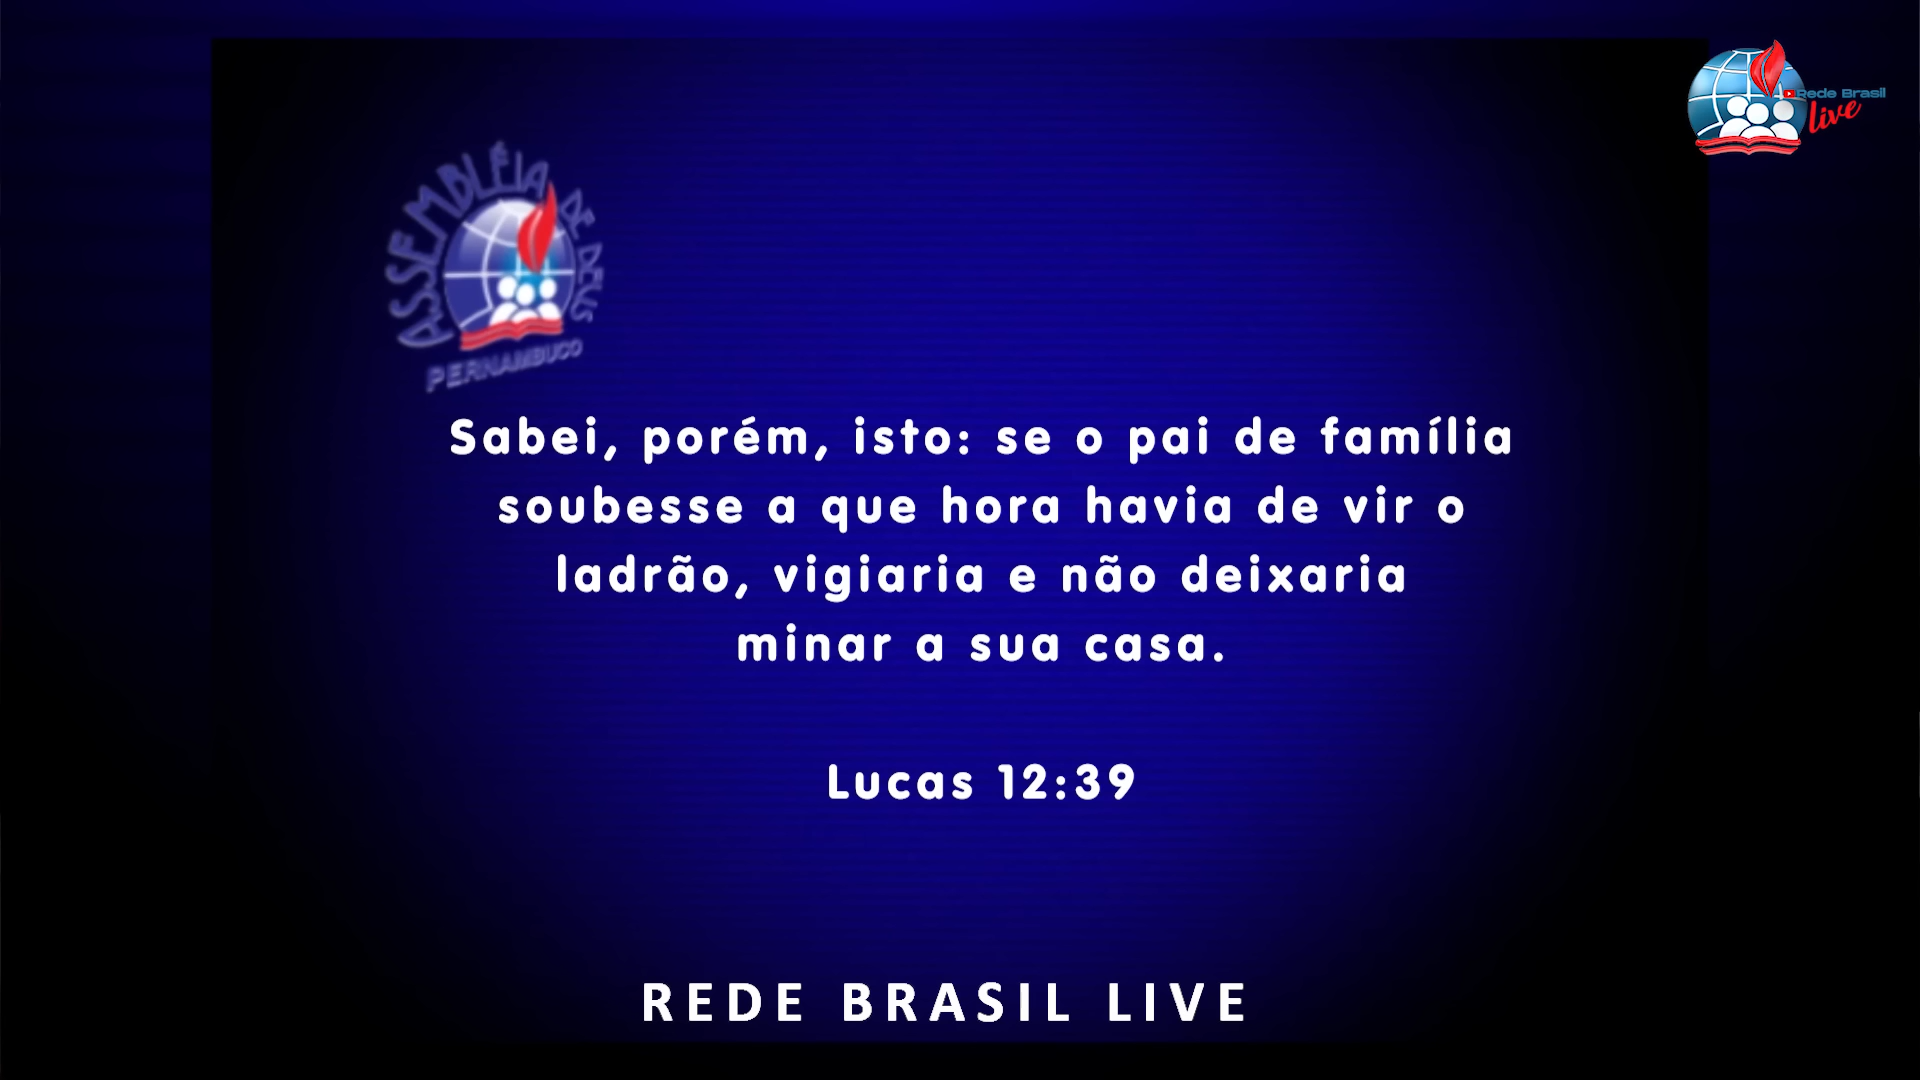 Rede Brasil
live
ASSEMBLÉIA DE DEUS
PERNAMBUCO
Sabei, porém, isto: se o pai de família
soubesse a que hora havia de vir o
ladrão, vigiaria e não deixaria
minar a sua casa.
Lucas 12:39
REDE BRASIL LIVE